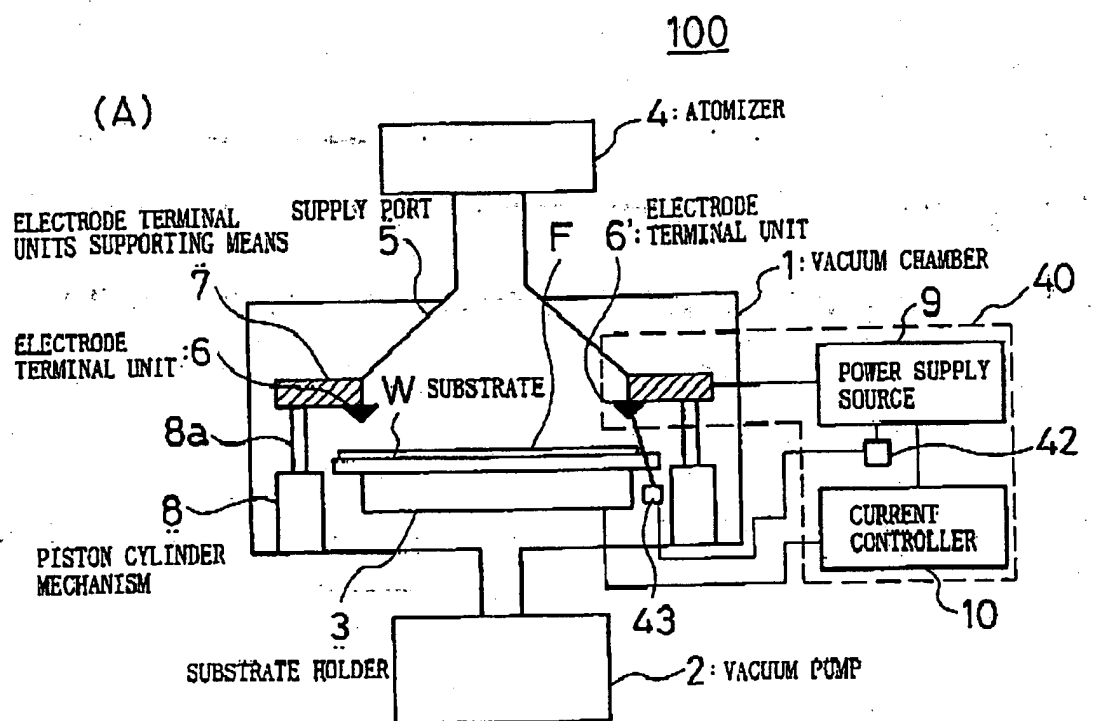 100
(A)
4: ATOMIZER
SUPPLY PORT
5
ELECTRODE TERMINAL
UNITS SUPPORTING MEANS
7
F
6': ELECTRODE
TERMINAL UNIT
1: VACUUM CHAMBER
40
9
ELECTRODE
TERMINAL UNIT :6
W SUBSTRATE
POWER SUPPLY
SOURCE
8a
42
8
PISTON CYLINDER
MECHANISM
43
CURRENT
CONTROLLER
10
3
SUBSTRATE HOLDER
2: VACUUM PUMP